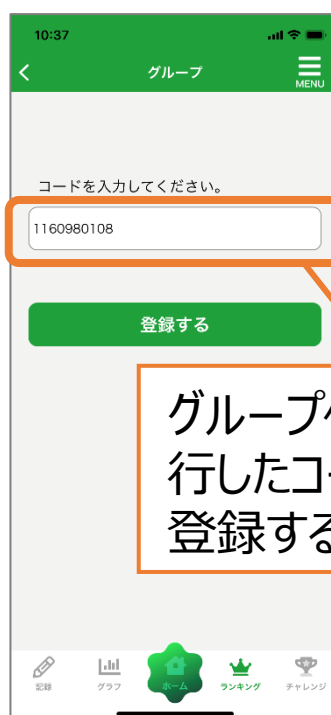 10:37
グループ
MENU
コードを入力してください。
1160980108
登録する
グループ
行したコー
登録する
記録
グラフ
ホーム
ランキング
チャレンジ